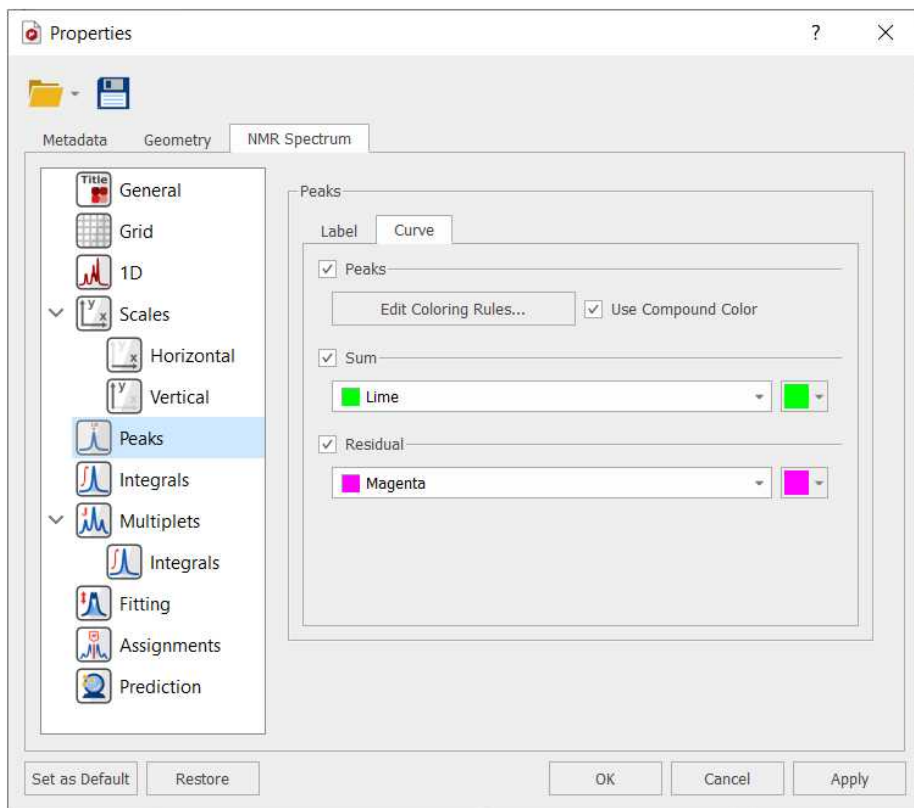 Properties
?
Metadata
Geometry
NMR Spectrum
Title
General
Grid
1D
y
x
Scales
x
Horizontal
y
Vertical
Peaks
Integrals
Multiplets
Integrals
Fitting
Assignments
Prediction
Peaks
Label
Curve
Peaks
Edit Coloring Rules...
Use Compound Color
Sum
Lime
Residual
Magenta
Set as Default
Restore
OK
Cancel
Apply